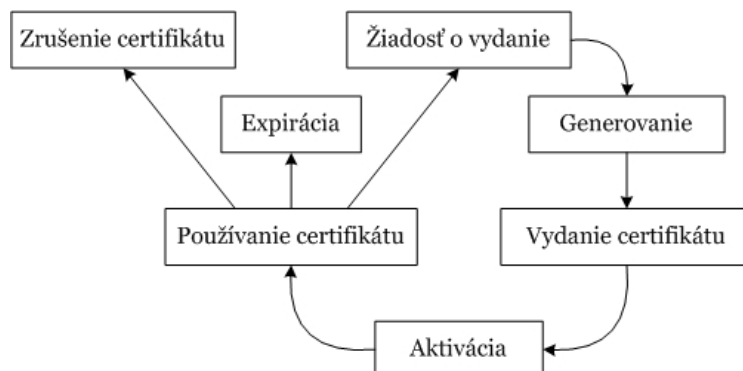 Zrušenie certifikátu
Žiadosť o vydanie
Expirácia
Generovanie
Používanie certifikátu
Vydanie certifikátu
Aktivácia